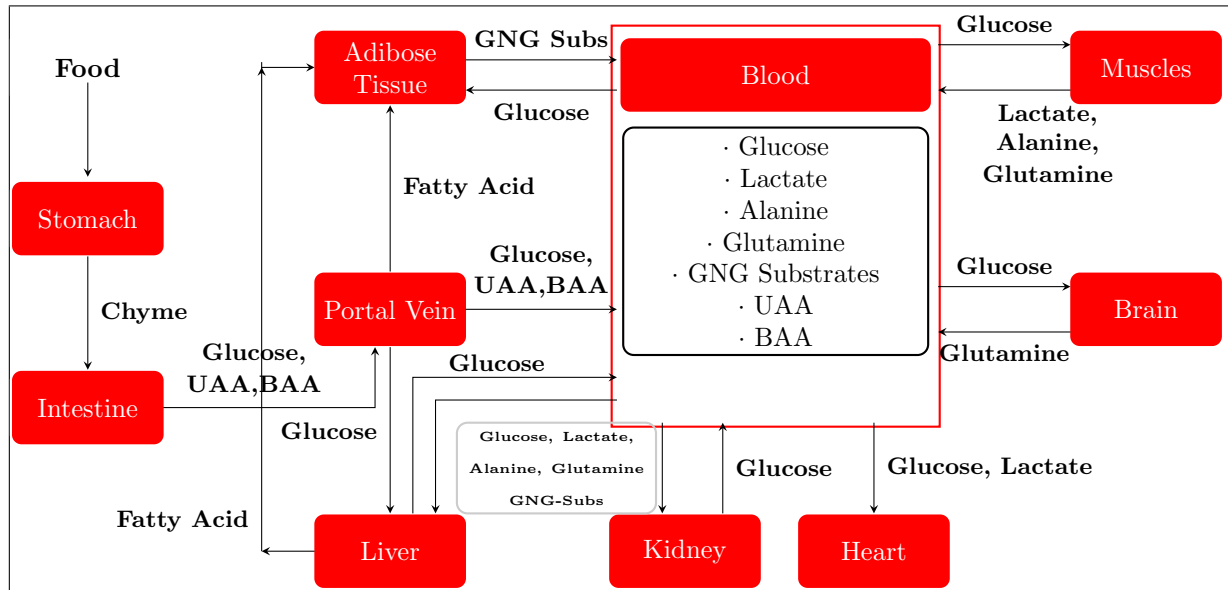 Food
Stomach
Chyme
Intestine
Glucose,
UAA,BAA
Adibose
Tissue
GNG Subs
Glucose
Fatty Acid
Portal Vein
Glucose,
UAA,BAA
Glucose
Glucose
Fatty Acid
Liver
Blood
· Glucose
· Lactate
· Alanine
· Glutamine
· GNG Substrates
· UAA
· BAA
Glucose, Lactate,
Alanine, Glutamine
GNG-Subs
Glucose
Kidney
Glucose, Lactate
Heart
Glucose
Muscles
Lactate,
Alanine,
Glutamine
Glucose
Brain
Glutamine